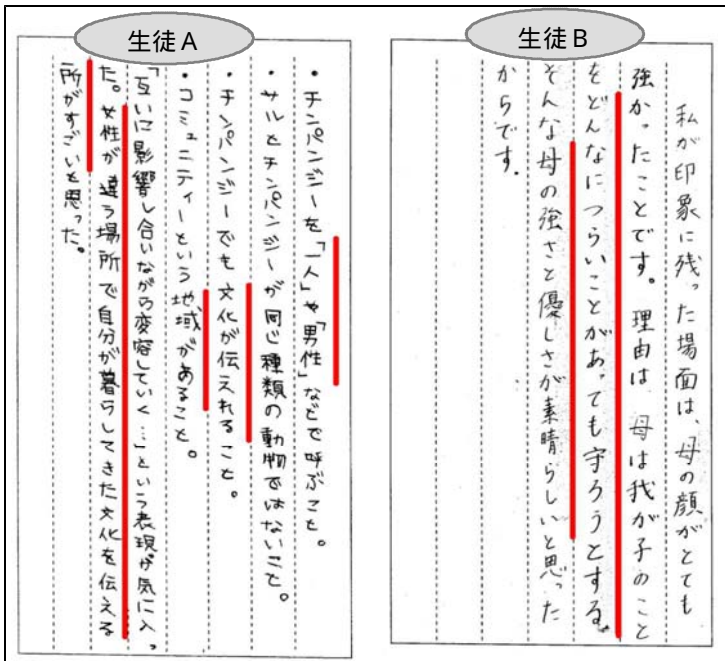 生徒A
・チンパンジーを「一人」や「男性」などで呼ぶこと。
・サルとチンパンジーが同じ種類の動物ではないこと。
・チンパンジーでも文化が伝えれること。
・コミュニティーという地域があること。
「互いに影響し合いながら変容していく…」という表現が気に入っ
た。女性が違う場所で自分が暮らしてきた文化を伝える
所がすごいと思った。
生徒B
私が印象に残った場面は、母の顔がとても
強かったことです。理由は、母は我が子のこと
をどんなにつらいことがあっても守ろうとする。
そんな母の強さと優しさが素晴らしいと思った
からです。